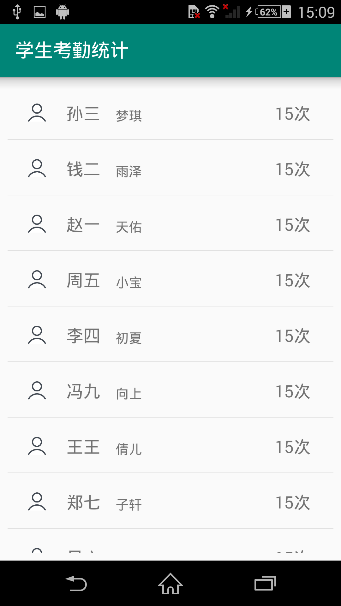 62% 15:09
学生考勤统计
孙三 梦琪 15次
钱二 雨泽 15次
赵一 天佑 15次
周五 小宝 15次
李四 初夏 15次
冯九 向上 15次
王王 倩儿 15次
郑七 子轩 15次